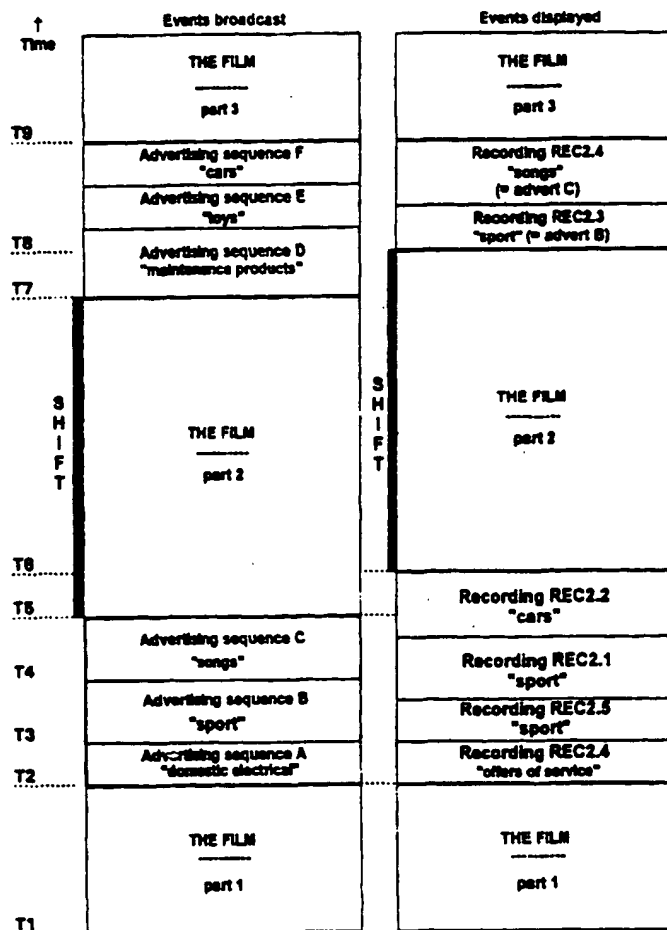 Events broadcast
Events displayed
↑
Time
THE FILM
part 3
THE FILM
part 3
T9
Advertising sequence F
"cars"
Recording REC2.4
"songs"
(= advert C)
Advertising sequence E
"toys"
Recording REC2.3
"sport" (= advert B)
T8
Advertising sequence D
"maintenance products"
T7
SHIFT
THE FILM
part 2
SHIFT
THE FILM
part 2
T6
Recording REC2.2
"cars"
T5
Advertising sequence C
"songs"
T4
Recording REC2.1
"sport"
Advertising sequence B
"sport"
Recording REC2.5
"sport"
T3
Advertising sequence A
"domestic electrical"
Recording REC2.4
"offers of service"
T2
THE FILM
part 1
THE FILM
part 1
T1